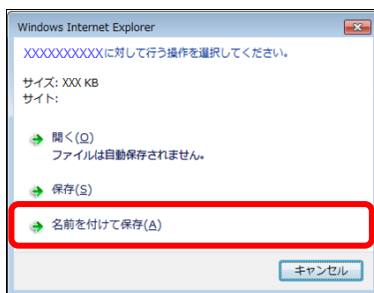 Windows Internet Explorer
XXXXXXXXXXに対して行う操作を選択してください。
サイズ: XXX KB
サイト:
開く(O)
ファイルは自動保存されません。
保存(S)
名前を付けて保存(A)
キャンセル